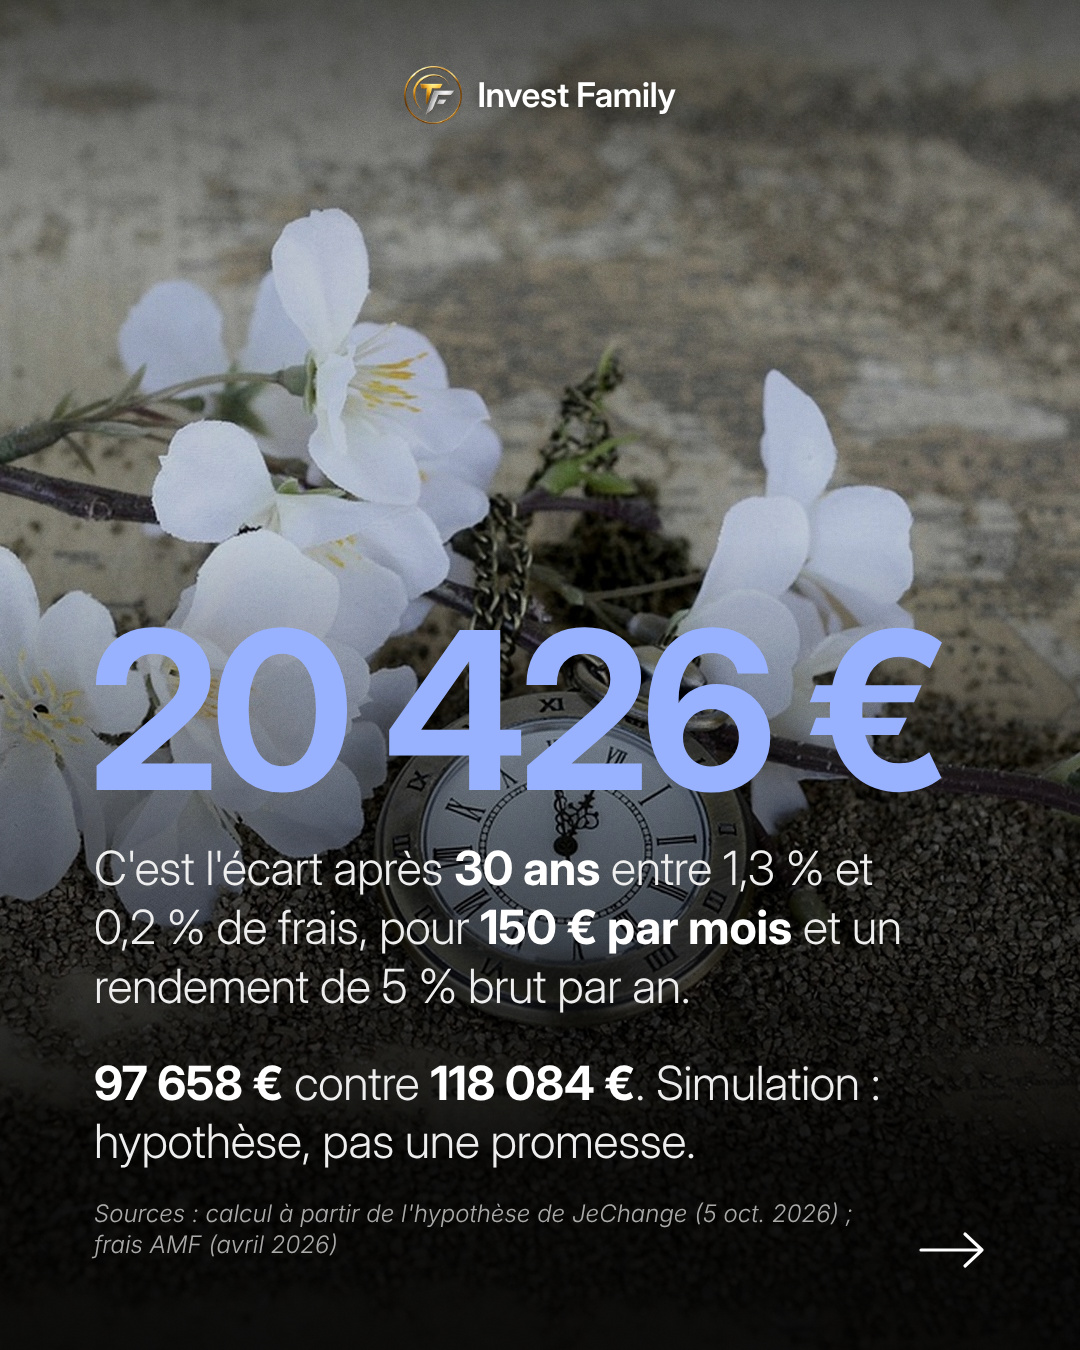 Invest Family
20 426 €
C'est l'écart après 30 ans entre 1,3 % et
0,2 % de frais, pour 150 € par mois et un
rendement de 5 % brut par an.
97 658 € contre 118 084 €. Simulation :
hypothèse, pas une promesse.
Sources : calcul à partir de l'hypothèse de JeChange (5 oct. 2026) ;
frais AMF (avril 2026)